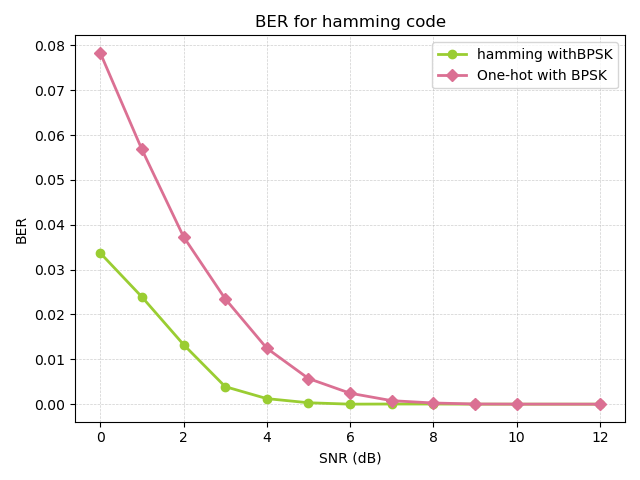 BER for hamming code
hamming withBPSK
One-hot with BPSK
0.08
0.07
0.06
0.05
0.04
0.03
0.02
0.01
0.00
BER
0 2 4 6 8 10 12
SNR (dB)